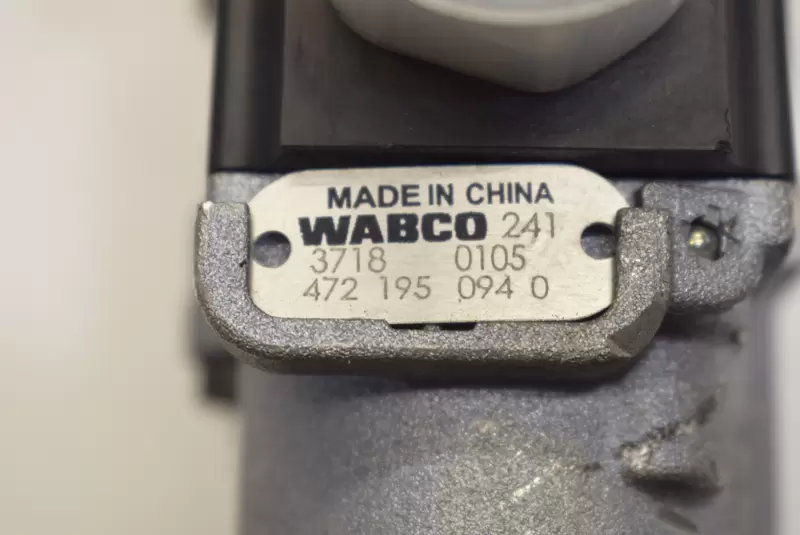 MADE IN CHINA
WABCO 241
3718 0105
472 195 094 0